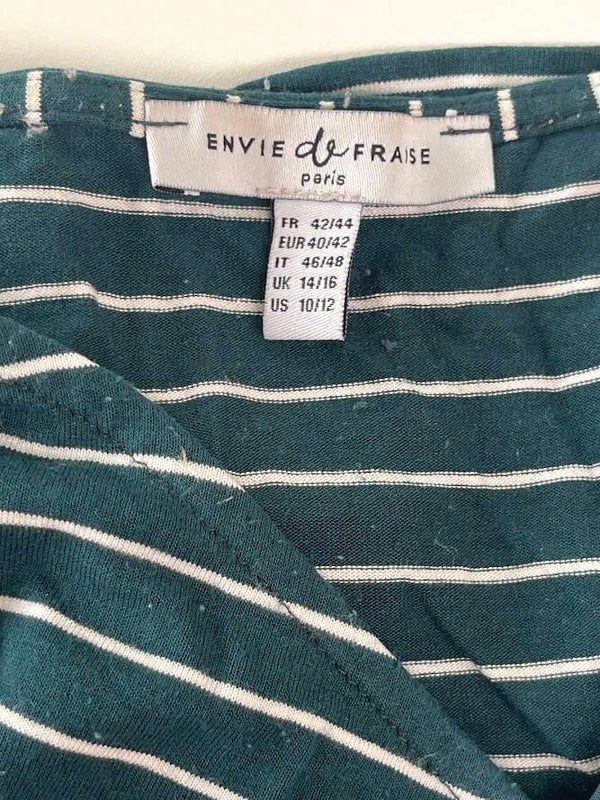 ENVIE de FRAISE
paris
FR 42/44
EUR 40/42
IT 46/48
UK 14/16
US 10/12